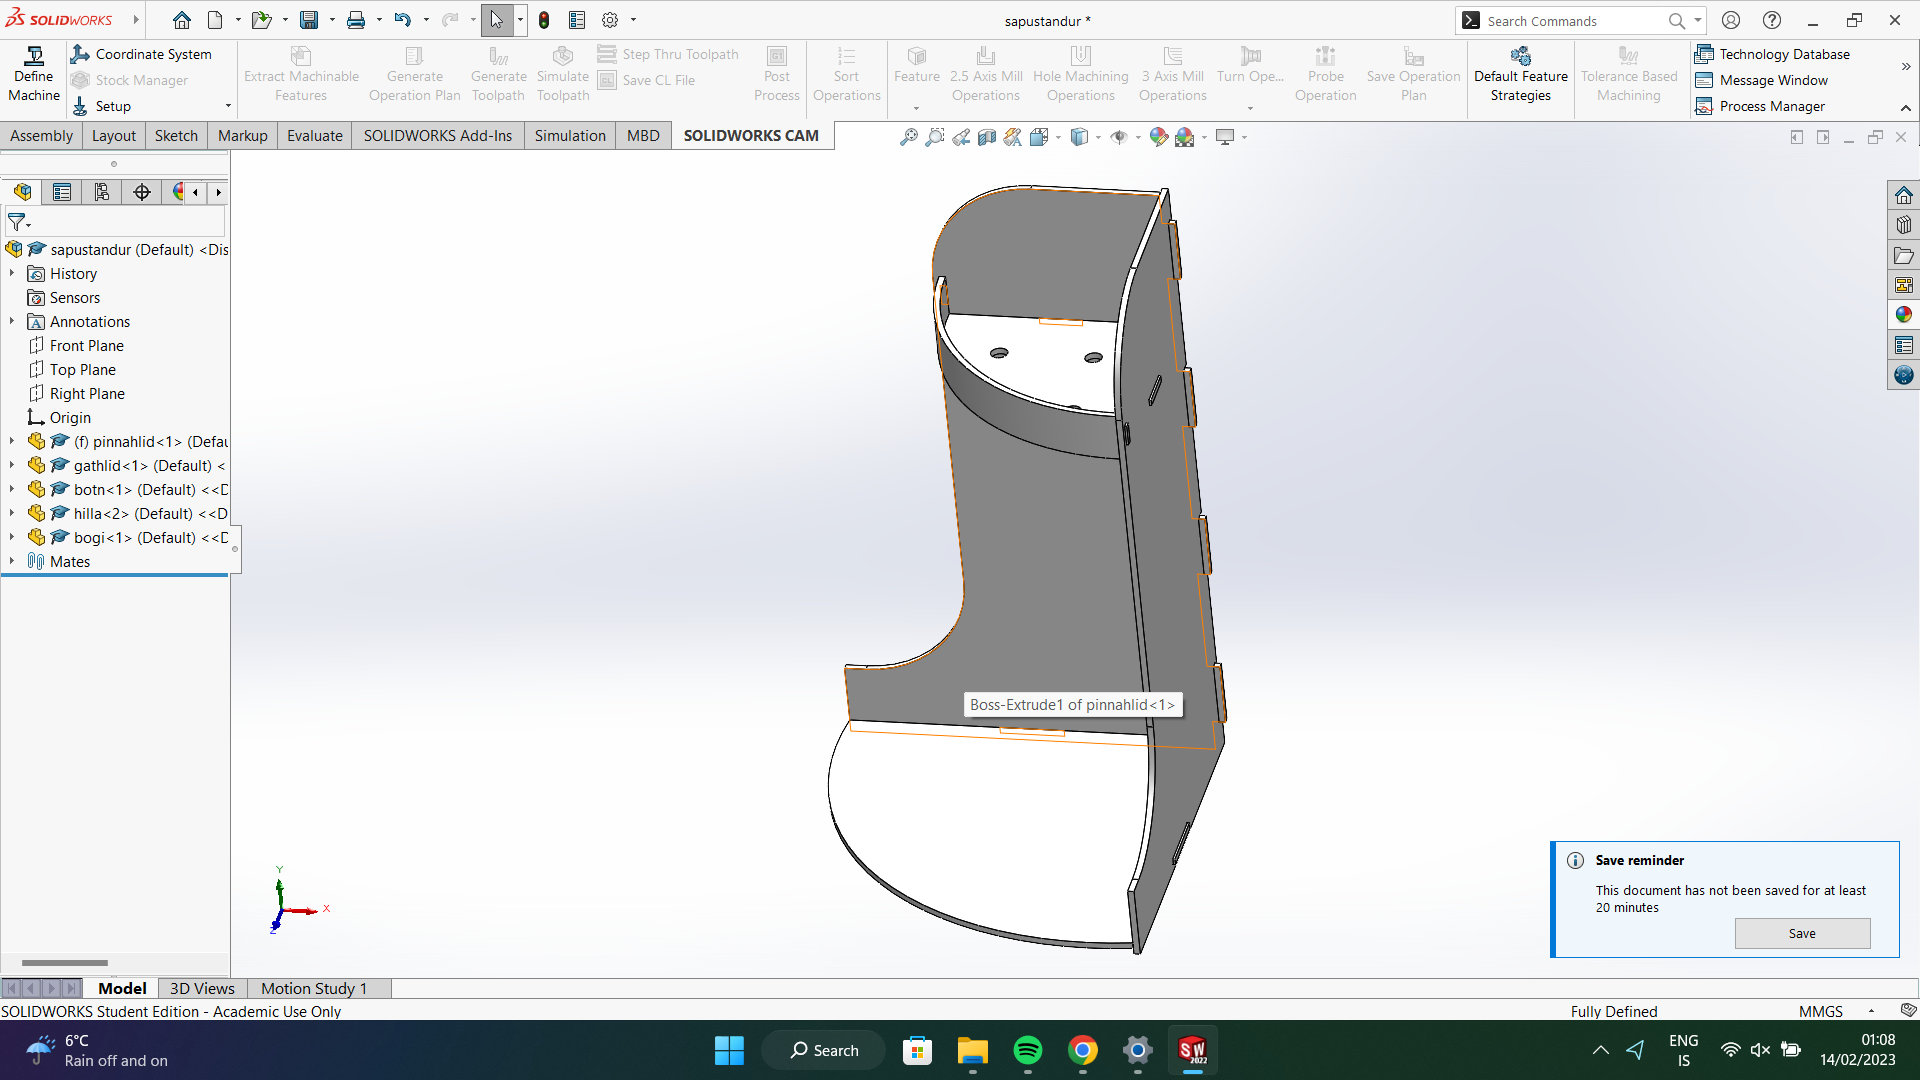 SOLIDWORKS
sapustandur *
Search Commands
Define Machine
Coordinate System
Stock Manager
Setup
Extract Machinable Features
Generate Operation Plan
Generate Toolpath
Simulate Toolpath
Step Thru Toolpath
Save CL File
Post Process
Sort Operations
Feature
2.5 Axis Mill Operations
Hole Machining Operations
3 Axis Mill Operations
Turn Ope...
Probe Operation
Save Operation Plan
Default Feature Strategies
Tolerance Based Machining
Technology Database
Message Window
Process Manager
Assembly
Layout
Sketch
Markup
Evaluate
SOLIDWORKS Add-Ins
Simulation
MBD
SOLIDWORKS CAM
sapustandur (Default) <Dis
History
Sensors
Annotations
Front Plane
Top Plane
Right Plane
Origin
(f) pinnahlid<1> (Defau
gathlid<1> (Default) <
botn<1> (Default) <<D
hilla<2> (Default) <<D
bogi<1> (Default) <<D
Mates
Boss-Extrude1 of pinnahlid<1>
Y
X
Z
Save reminder
This document has not been saved for at least
20 minutes
Save
Model
3D Views
Motion Study 1
SOLIDWORKS Student Edition - Academic Use Only
Fully Defined
MMGS
6°C
Rain off and on
Search
SW
2022
ENG
IS
01:08
14/02/2023